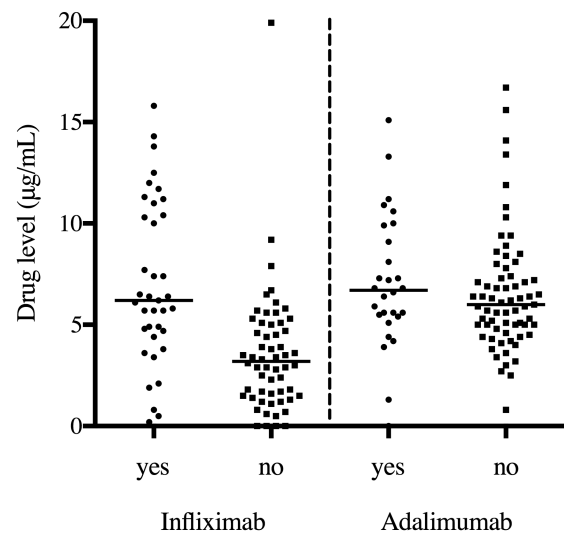 Drug level (µg/mL)
20
15
10
5
0
yes no yes no
Infliximab Adalimumab